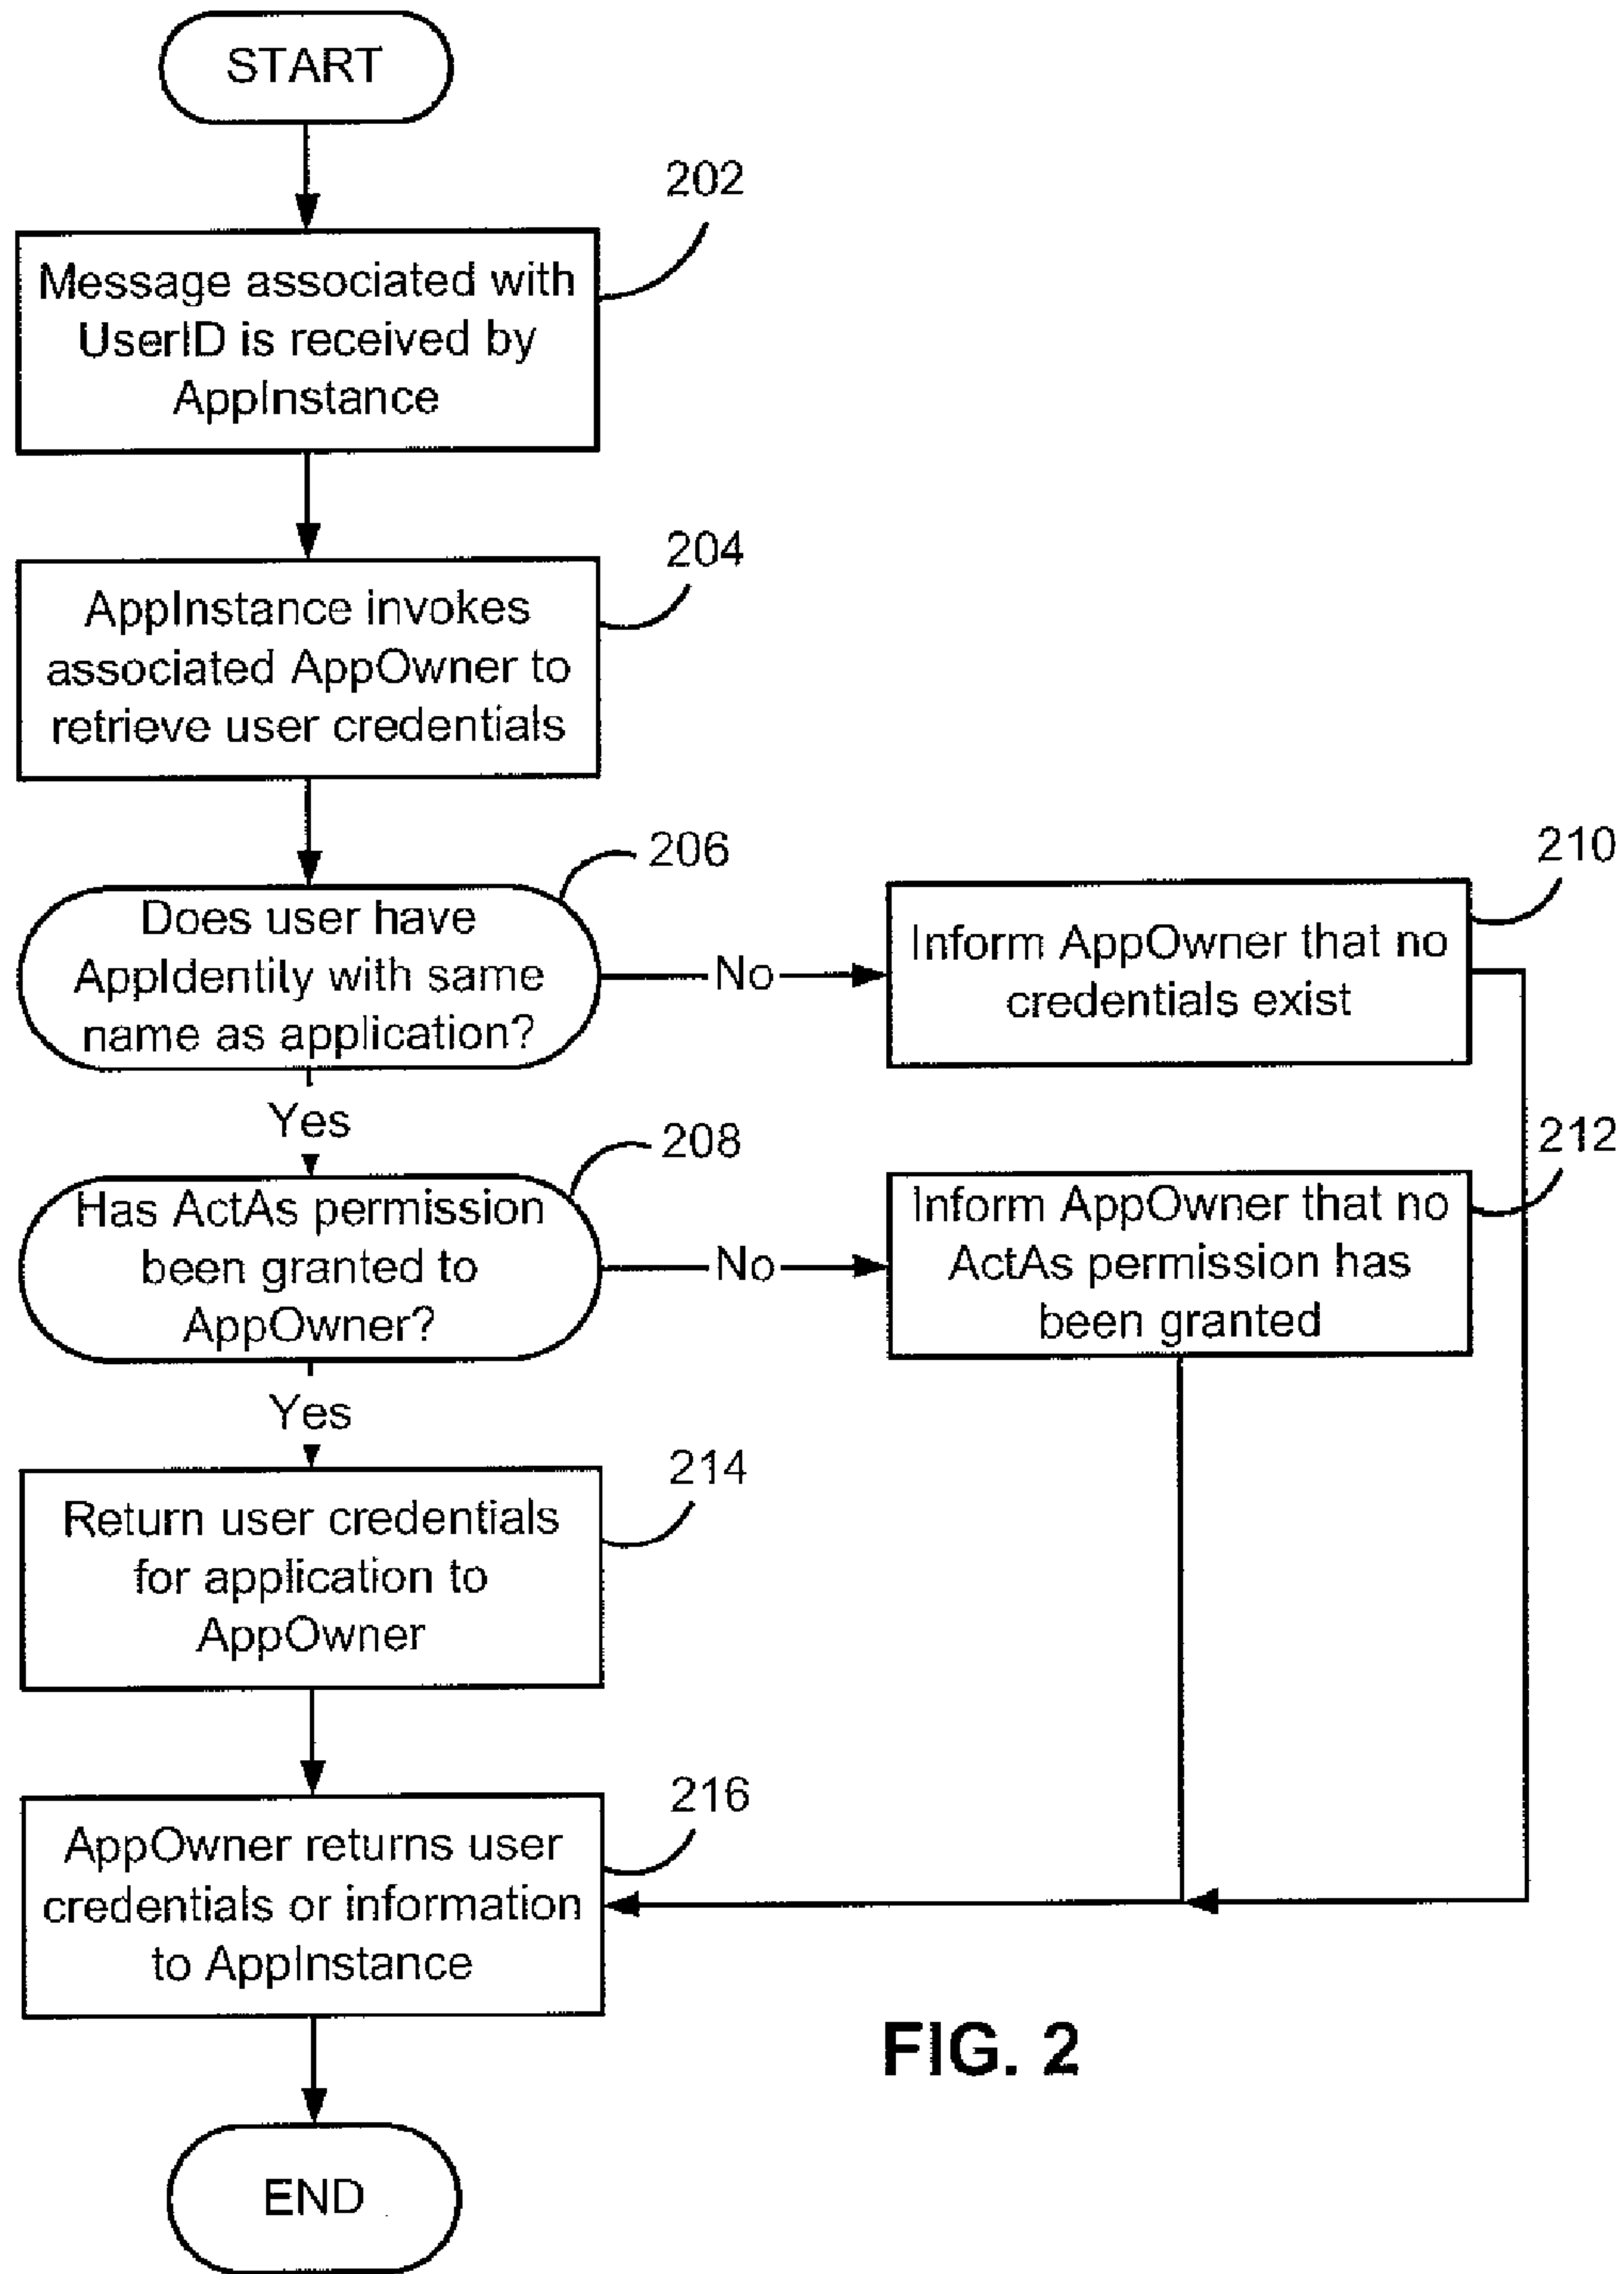 START
202
Message associated with
UserID is received by
AppInstance
204
AppInstance invokes
associated AppOwner to
retrieve user credentials
206
Does user have
AppIdentity with same
name as application?
No
210
Inform AppOwner that no
credentials exist
Yes
208
Has ActAs permission
been granted to
AppOwner?
No
212
Inform AppOwner that no
ActAs permission has
been granted
Yes
214
Return user credentials
for application to
AppOwner
216
AppOwner returns user
credentials or information
to AppInstance
FIG. 2
END